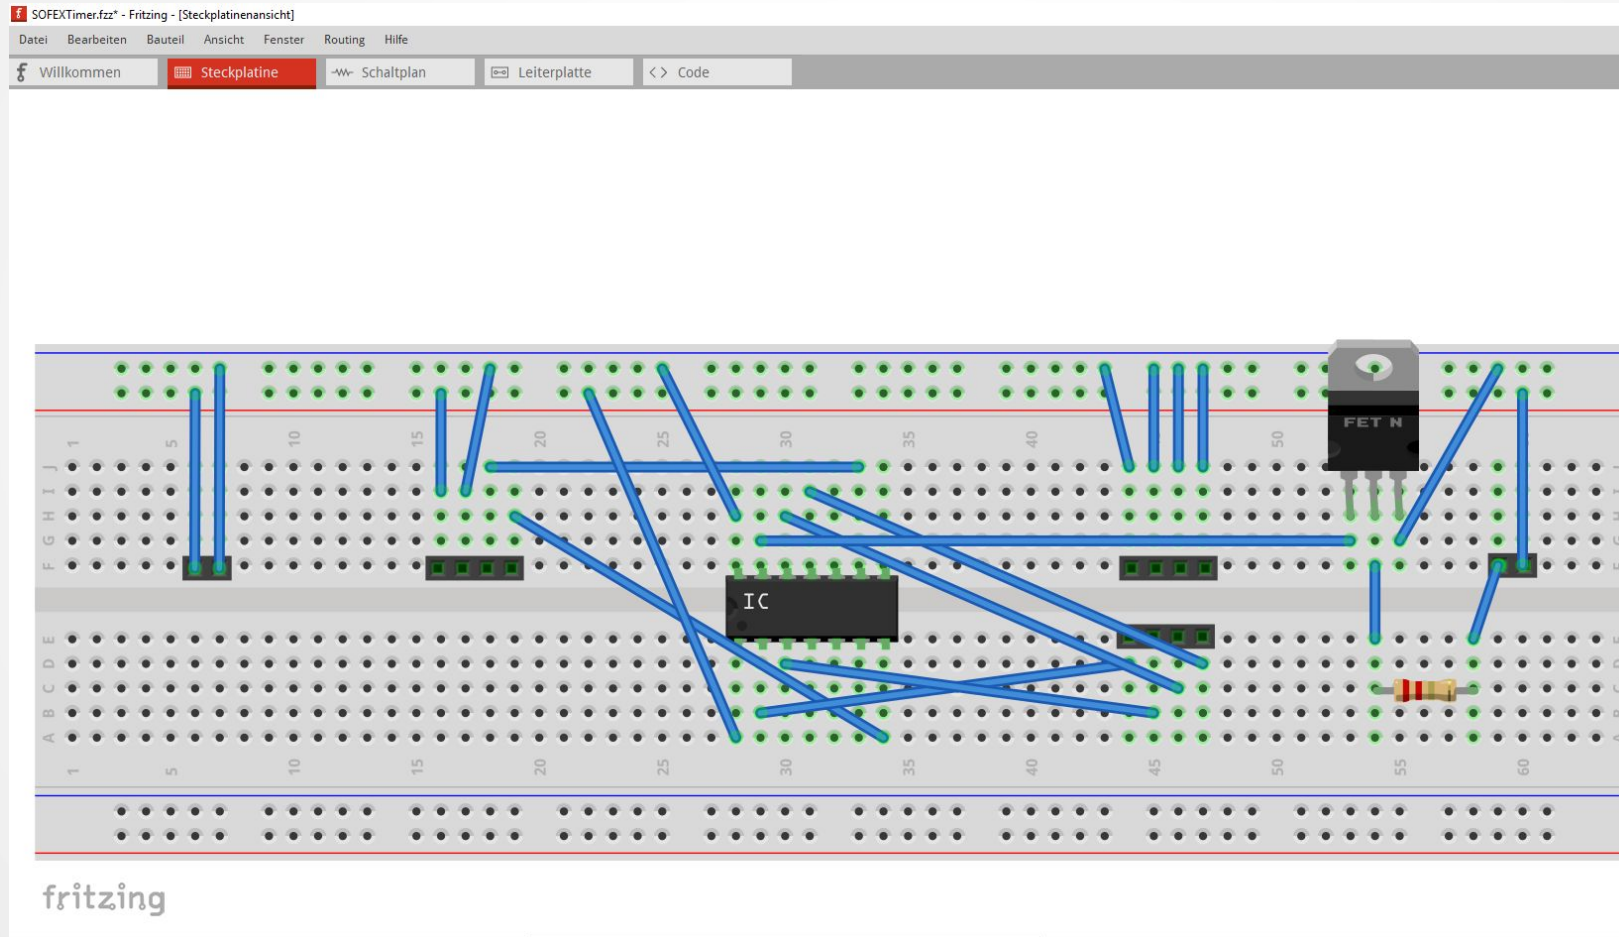 SOFEXTimer.fzz* - Fritzing - [Steckplatinenansicht]
Datei Bearbeiten Bauteil Ansicht Fenster Routing Hilfe
Willkommen Steckplatine Schaltplan Leiterplatte Code
FET N
1 5 10 15 20 25 30 35 40 50
J
I
H
G
F
IC
E
D
C
B
A
1 5 10 15 20 25 30 35 40 45 50 55 60
fritzing